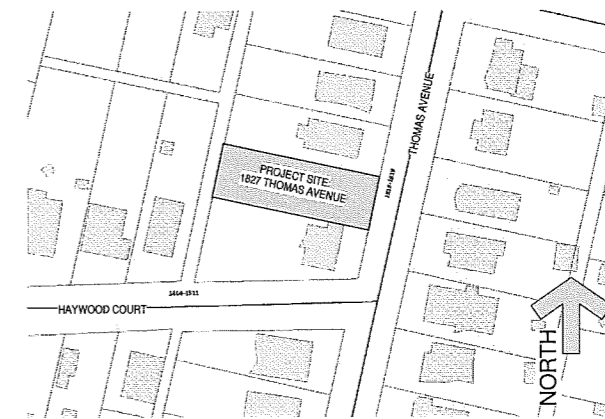 THOMAS AVENUE
PROJECT SITE:
1827 THOMAS AVENUE
HAYWOOD COURT
NORTH